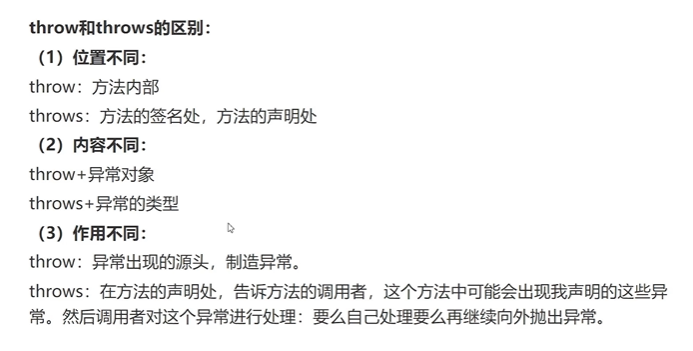 throw和throws的区别：
（1）位置不同：
throw：方法内部
throws：方法的签名处，方法的声明处
（2）内容不同：
throw+异常对象
throws+异常的类型
（3）作用不同：
throw：异常出现的源头，制造异常。
throws：在方法的声明处，告诉方法的调用者，这个方法中可能会出现我声明的这些异
常。然后调用者对这个异常进行处理：要么自己处理要么再继续向外抛出异常。